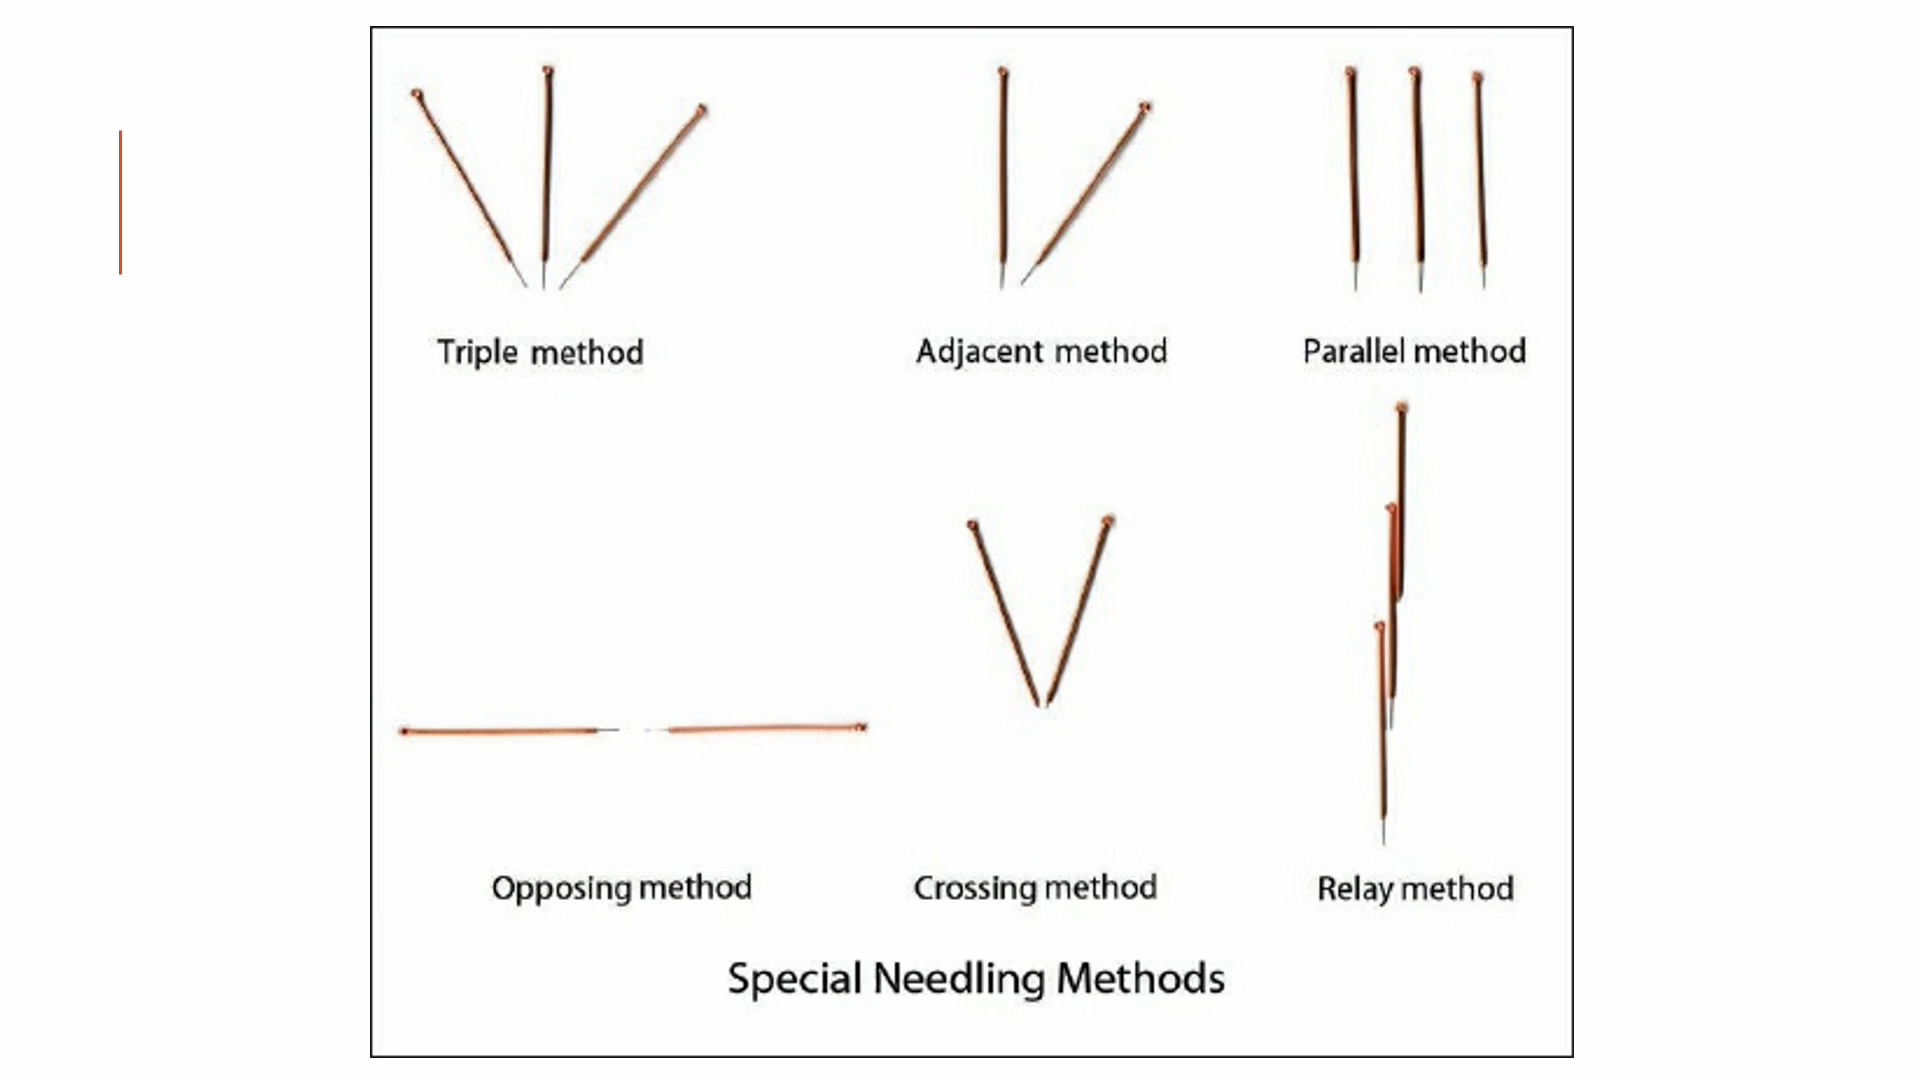 Triple method
Adjacent method
Parallel method
Opposing method
Crossing method
Relay method
Special Needling Methods